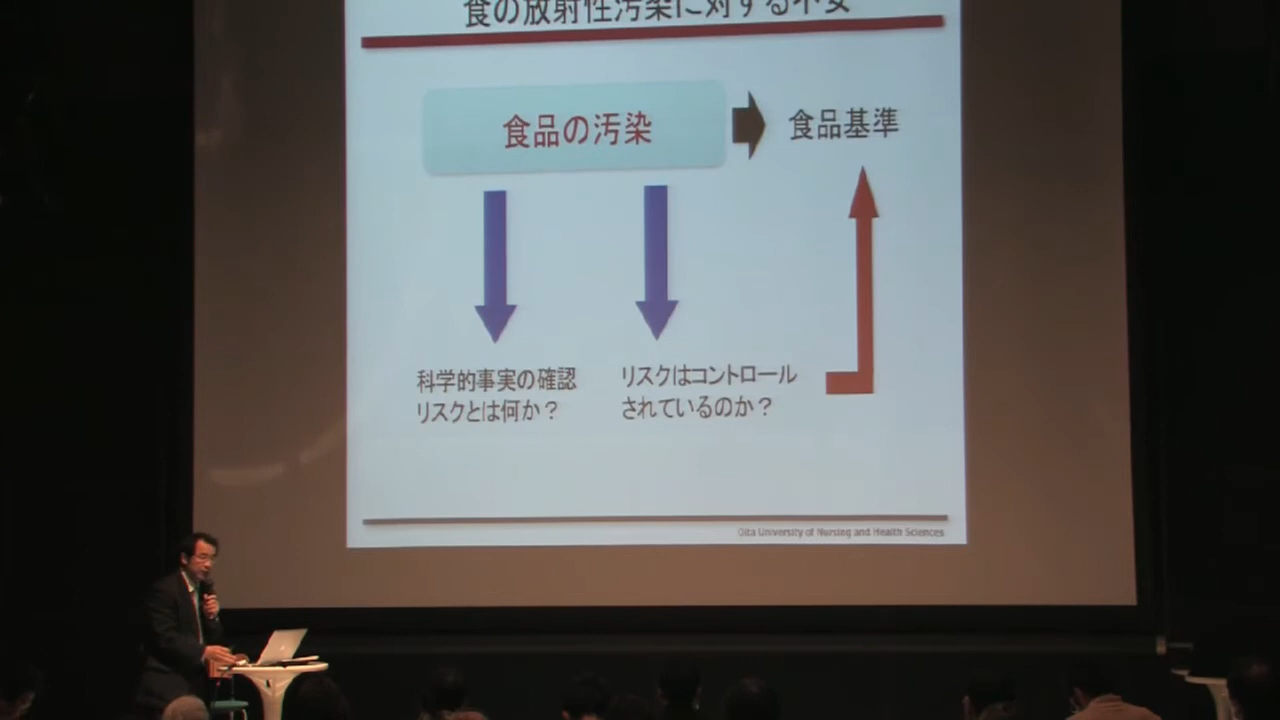 食の放射性汚染に対する不安
食品の汚染
食品基準
科学的事実の確認
リスクとは何か？
リスクはコントロール
されているのか？
Oita University of Nursing and Health Sciences